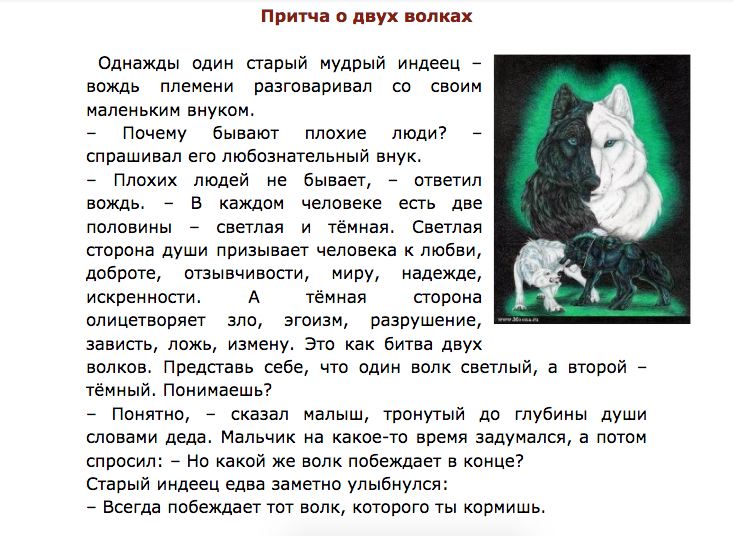 Притча о двух волках
Однажды один старый мудрый индеец –
вождь племени разговаривал со своим
маленьким внуком.
– Почему бывают плохие люди? –
спрашивал его любознательный внук.
– Плохих людей не бывает, – ответил
вождь. – В каждом человеке есть две
половины – светлая и тёмная. Светлая
сторона души призывает человека к любви,
доброте, отзывчивости, миру, надежде,
искренности. А тёмная сторона
олицетворяет зло, эгоизм, разрушение,
зависть, ложь, измену. Это как битва двух
волков. Представь себе, что один волк светлый, а второй –
тёмный. Понимаешь?
– Понятно, – сказал малыш, тронутый до глубины души
словами деда. Мальчик на какое-то время задумался, а потом
спросил: – Но какой же волк побеждает в конце?
Старый индеец едва заметно улыбнулся:
– Всегда побеждает тот волк, которого ты кормишь.